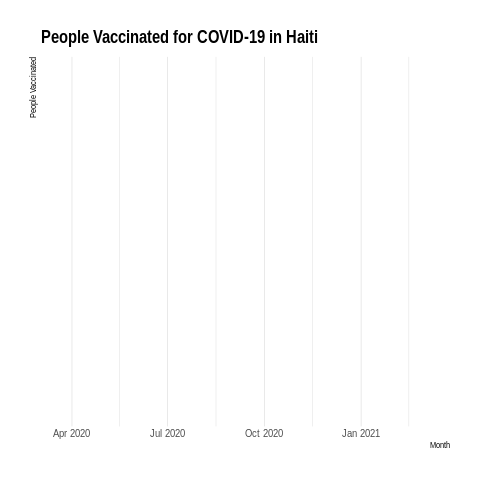 People Vaccinated for COVID-19 in Haiti
People Vaccinated
Apr 2020
Jul 2020
Oct 2020
Jan 2021
Month